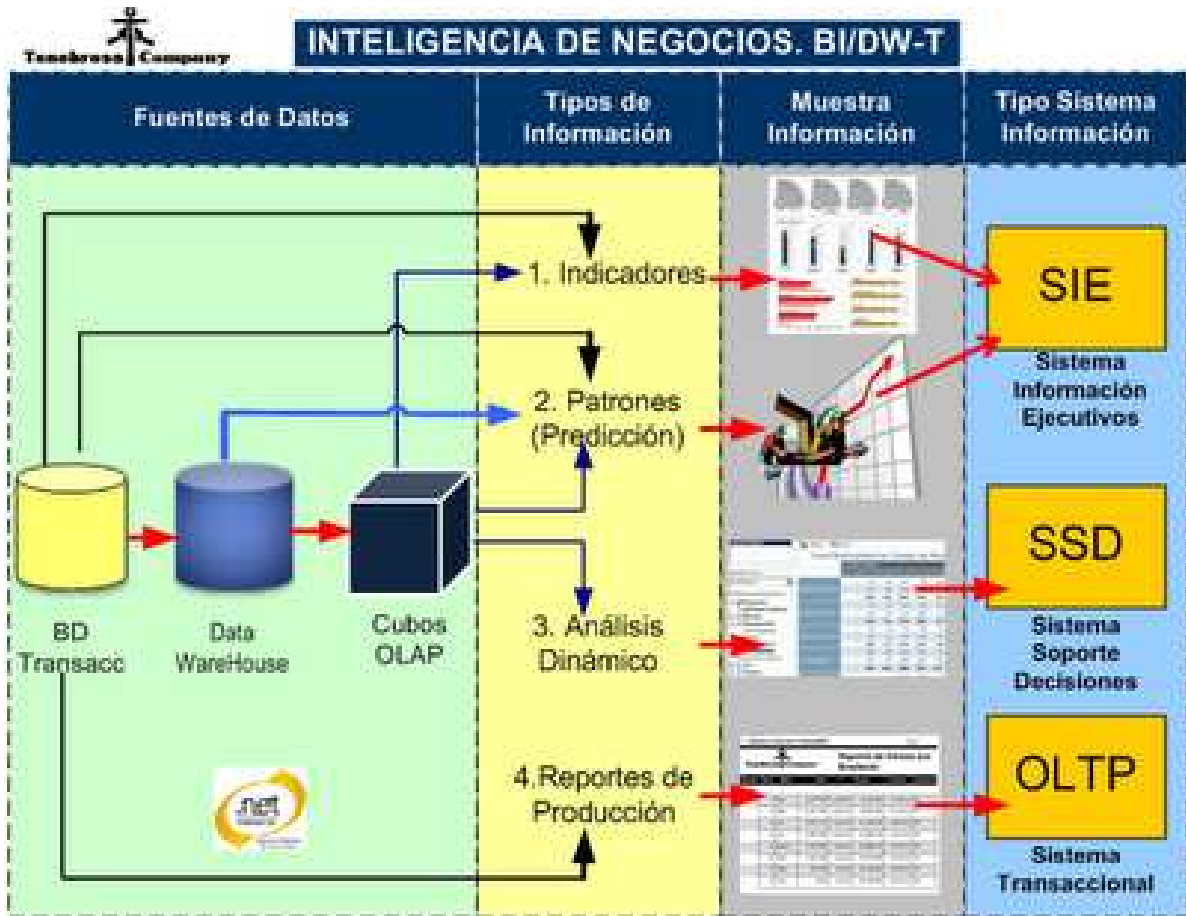 Tenebrosa Company
INTELIGENCIA DE NEGOCIOS. BI/DW-T
Fuentes de Datos
Tipos de
Información
Muestra
Información
Tipo Sistema
Información
1. Indicadores
2. Patrones
(Predicción)
3. Análisis
Dinámico
4.Reportes de
Producción
BD
Transacc
Data
WareHouse
Cubos
OLAP
.net
SIE
Sistema
Información
Ejecutivos
SSD
Sistema
Soporte
Decisiones
OLTP
Sistema
Transaccional